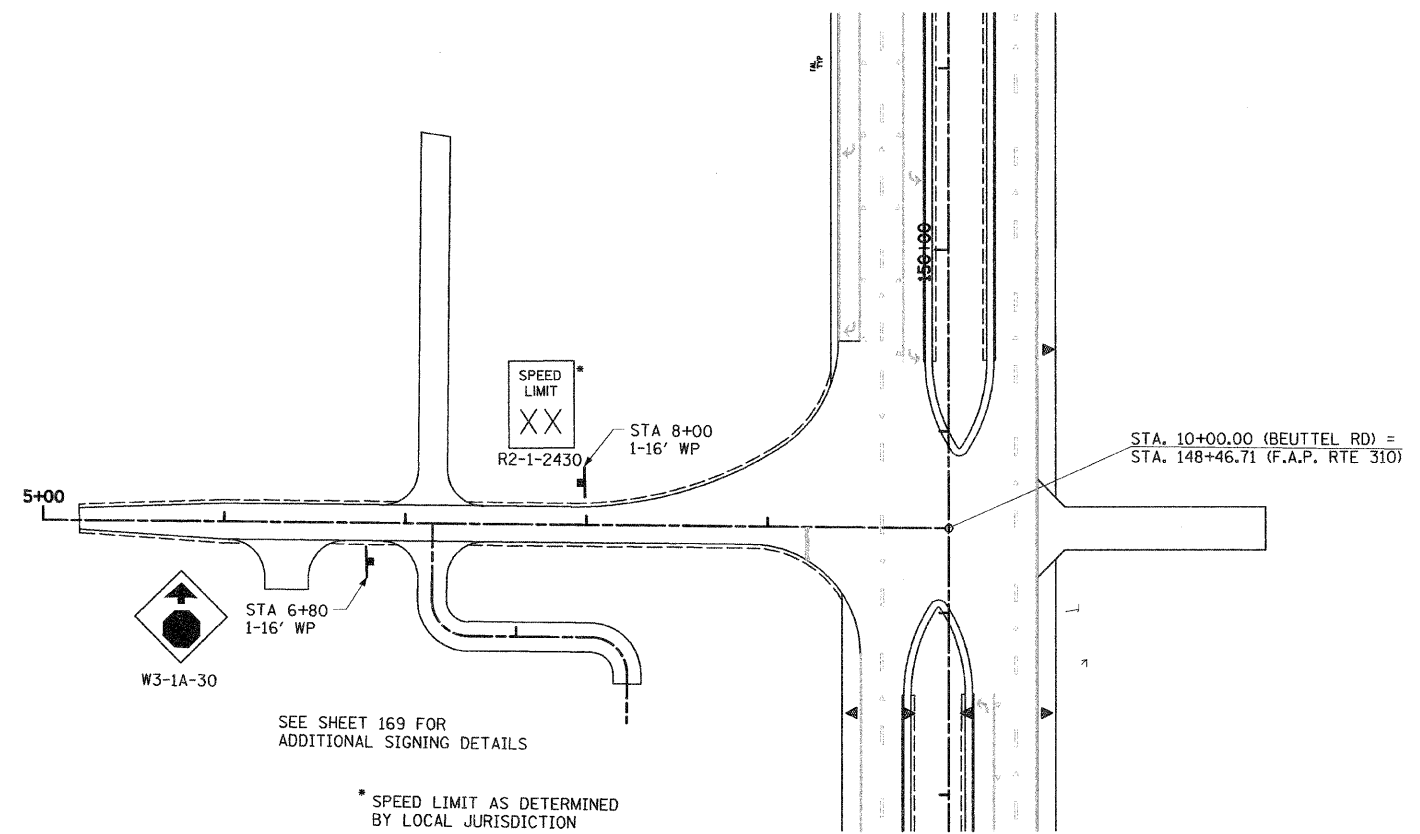 INL
TYP
150+00
SPEED
LIMIT
XX
*
R2-1-2430
STA 8+00
1-16' WP
STA. 10+00.00 (BEUTTEL RD) =
STA. 148+46.71 (F.A.P. RTE 310)
5+00
STA 6+80
1-16' WP
W3-1A-30
SEE SHEET 169 FOR
ADDITIONAL SIGNING DETAILS
* SPEED LIMIT AS DETERMINED
BY LOCAL JURISDICTION